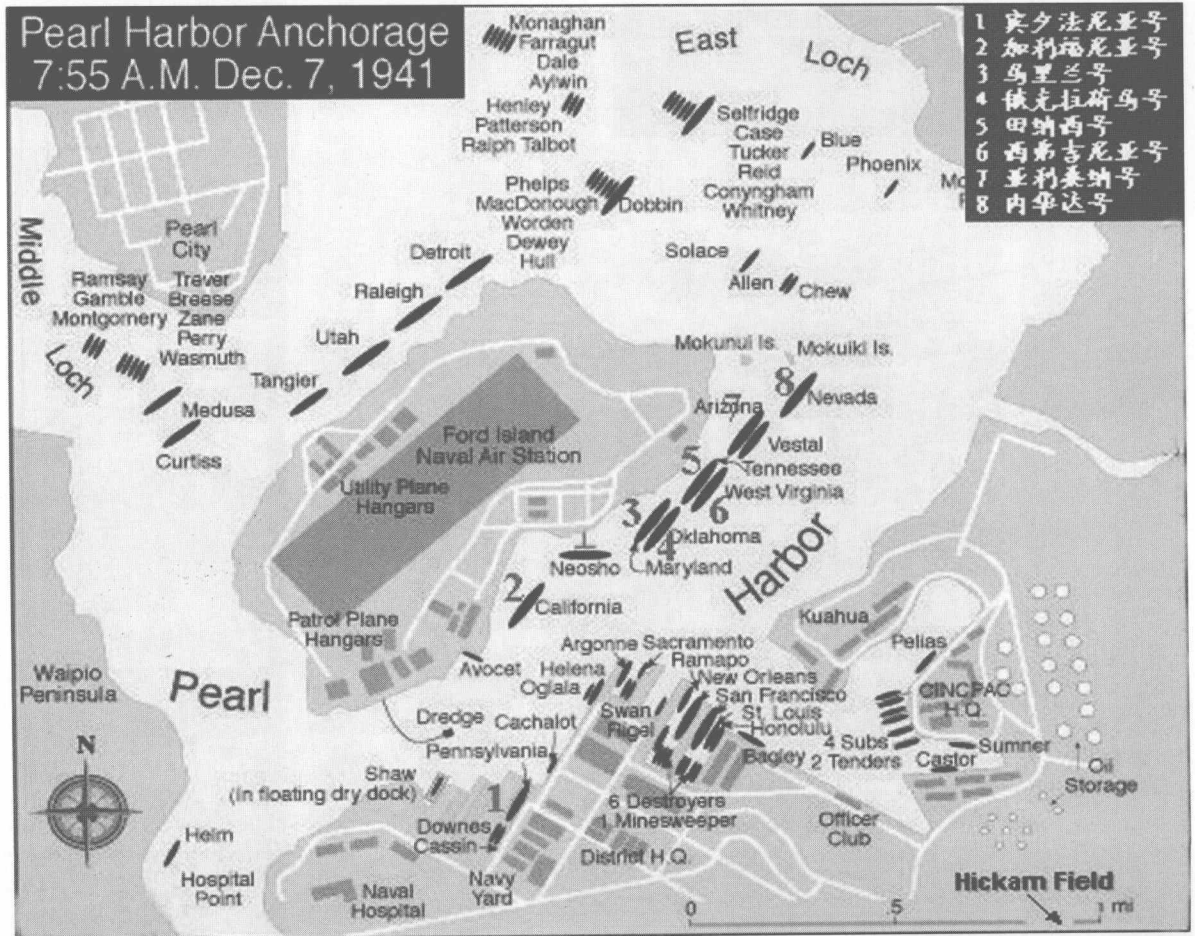 Pearl Harbor Anchorage
7:55 A.M. Dec. 7, 1941
1 宾夕法尼亚号
2 加利福尼亚号
3 马里兰号
4 俄克拉荷马号
5 田纳西号
6 西弗吉尼亚号
7 亚利桑纳号
8 内华达号
Monaghan
Farragut
Dale
Aylwin
Henley
Patterson
Ralph Talbot
East
Loch
Selfridge
Case
Tucker
Reid
Conyngham
Whitney
Blue
Phoenix
Phelps
MacDonough
Worden
Dewey
Hull
Dobbin
Solace
Allen
Chew
Middle
Loch
Pearl
City
Ramsay
Gamble
Montgomery
Trever
Breese
Zane
Perry
Wasmuth
Medusa
Curtiss
Detroit
Raleigh
Utah
Tangier
Mokunui Is.
Mokuiki Is.
8
Nevada
Arizona
7
Vestal
5
Tennessee
West Virginia
6
3
4
Oklahoma
Maryland
Neosho
2
California
Ford Island
Naval Air Station
Utility Plane
Hangars
Patrol Plane
Hangars
Harbor
Pearl
Waipio
Peninsula
Avocet
Argonne
Sacramento
Helena
Ramapo
Oglala
New Orleans
San Francisco
Swan
St. Louis
Rigel
Honolulu
Bagley
Dredge
Cachalot
Pennsylvania
1
Shaw
(in floating dry dock)
Downes
Cassin
6 Destroyers
1 Minesweeper
District H.Q.
Navy
Yard
Naval
Hospital
Helm
Hospital
Point
N
Kuahua
Pelias
CINCPAC
H.Q.
4 Subs
2 Tenders
Castor
Sumner
Oil
Storage
Officer
Club
Hickam Field
0 .5 1 mi